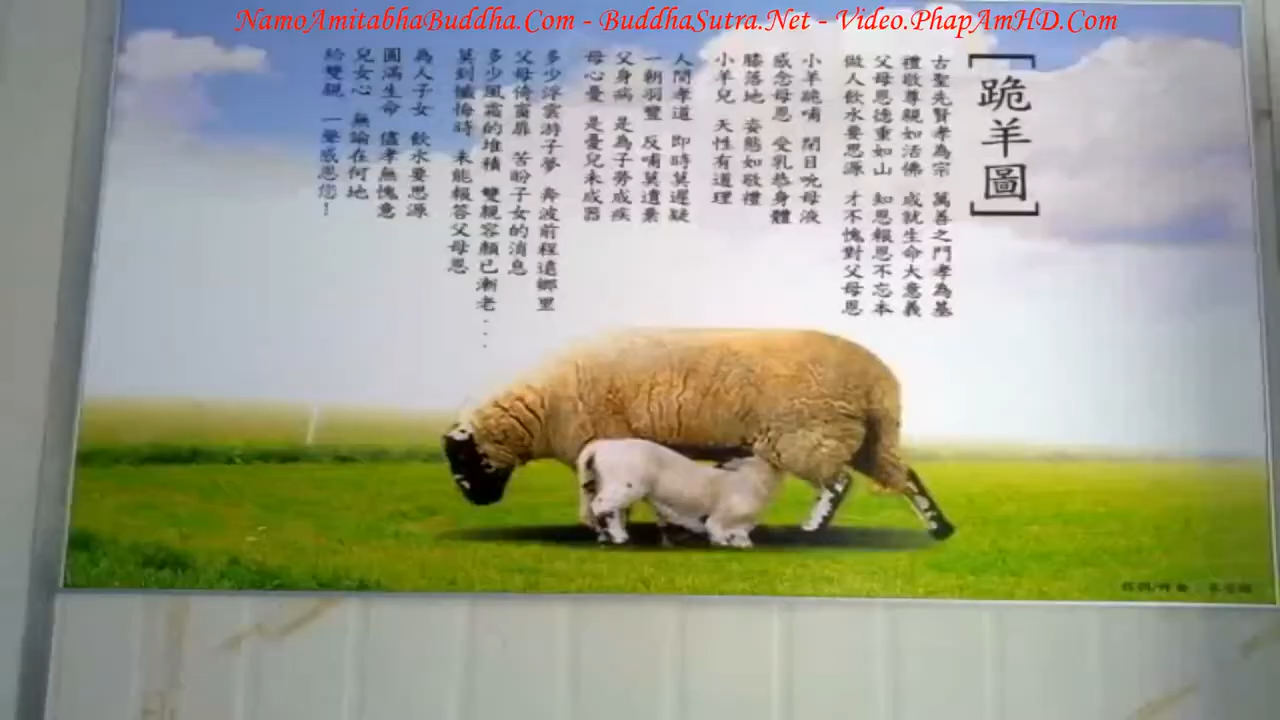 NamoAmitabhaBuddha.Com - BuddhaSutra.Net - Video.PhapAmHD.Com
跪羊圖
古聖先賢孝為宗 萬善之門孝為基
禮敬尊親如活佛 成就生命大意義
父母恩德重如山 知恩報恩不忘本
做人飲水要思源 才不愧對父母恩
小羊跪哺 閉目吮母液
感念母恩 受乳恭身體
膝落地 姿態如敬禮
小羊兒 天性有道理
人間孝道 即時莫遲疑
一朝羽豐 反哺莫遺棄
父身病 是為子勞成疾
母心憂 是憂兒未成器
多少浮雲游子夢 奔波前程遠鄉里
父母倚窗扉 苦盼子女的消息
多少風霜的堆積 雙親容顏已漸老...
莫到懺悔時 未能報答父母恩
為人子女 飲水要思源
圓滿生命 儘孝無愧意
兒女心 無論在何地
給雙親 一聲感恩您!